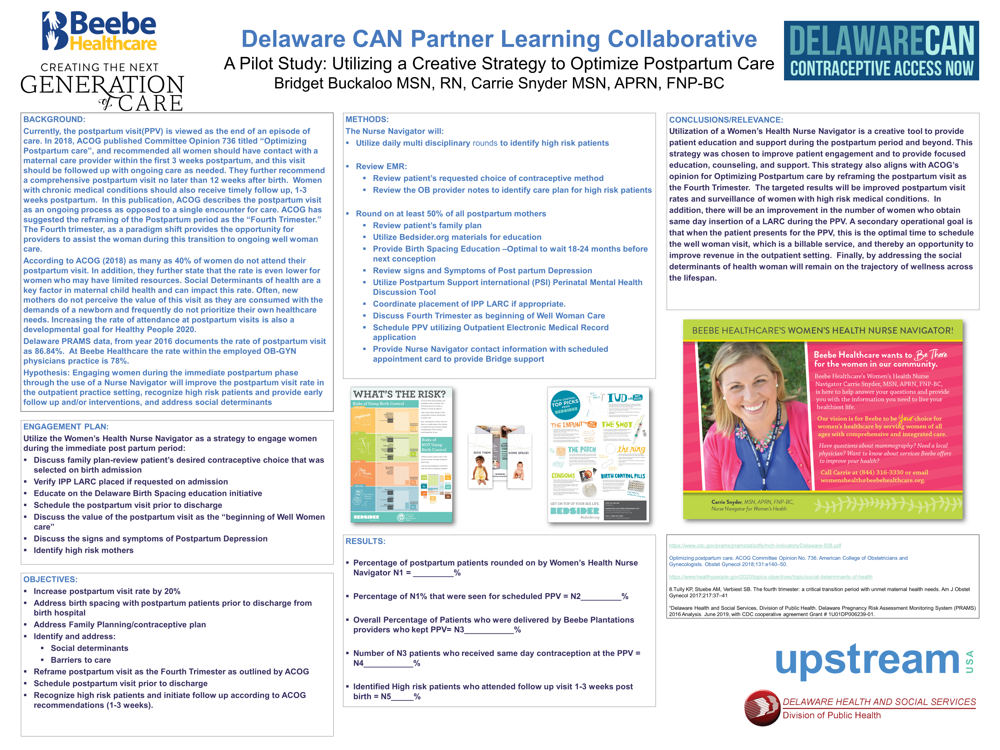 Beebe
Healthcare
CREATING THE NEXT
GENERATION
of CARE
Delaware CAN Partner Learning Collaborative
A Pilot Study: Utilizing a Creative Strategy to Optimize Postpartum Care
Bridget Buckaloo MSN, RN, Carrie Snyder MSN, APRN, FNP-BC
DELAWARECAN
CONTRACEPTIVE ACCESS NOW
BACKGROUND:
Currently, the postpartum visit(PPV) is viewed as the end of an episode of
care. In 2018, ACOG published Committee Opinion 736 titled “Optimizing
Postpartum care”, and recommended all women should have contact with a
maternal care provider within the first 3 weeks postpartum, and this visit
should be followed up with ongoing care as needed. They further recommend
a comprehensive postpartum visit no later than 12 weeks after birth. Women
with chronic medical conditions should also receive timely follow up, 1-3
weeks postpartum. In this publication, ACOG describes the postpartum visit
as an ongoing process as opposed to a single encounter for care. ACOG has
suggested the reframing of the Postpartum period as the “Fourth Trimester.”
The Fourth trimester, as a paradigm shift provides the opportunity for
providers to assist the woman during this transition to ongoing well woman
care.
According to ACOG (2018) as many as 40% of women do not attend their
postpartum visit. In addition, they further state that the rate is even lower for
women who may have limited resources. Social Determinants of health are a
key factor in maternal child health and can impact this rate. Often, new
mothers do not perceive the value of this visit as they are consumed with the
demands of a newborn and frequently do not prioritize their own healthcare
needs. Increasing the rate of attendance at postpartum visits is also a
developmental goal for Healthy People 2020.
Delaware PRAMS data, from year 2016 documents the rate of postpartum visit
as 86.84%. At Beebe Healthcare the rate within the employed OB-GYN
physicians practice is 78%.
Hypothesis: Engaging women during the immediate postpartum phase
through the use of a Nurse Navigator will improve the postpartum visit rate in
the outpatient practice setting, recognize high risk patients and provide early
follow up and/or interventions, and address social determinants
ENGAGEMENT PLAN:
Utilize the Women’s Health Nurse Navigator as a strategy to engage women
during the immediate post partum period:
▪ Discuss family plan-review patient’s desired contraceptive choice that was
selected on birth admission
▪ Verify IPP LARC placed if requested on admission
▪ Educate on the Delaware Birth Spacing education initiative
▪ Schedule the postpartum visit prior to discharge
▪ Discuss the value of the postpartum visit as the “beginning of Well Women
care”
▪ Discuss the signs and symptoms of Postpartum Depression
▪ Identify high risk mothers
OBJECTIVES:
▪ Increase postpartum visit rate by 20%
▪ Address birth spacing with postpartum patients prior to discharge from
birth hospital
▪ Address Family Planning/contraceptive plan
▪ Identify and address:
▪ Social determinants
▪ Barriers to care
▪ Reframe postpartum visit as the Fourth Trimester as outlined by ACOG
▪ Schedule postpartum visit prior to discharge
▪ Recognize high risk patients and initiate follow up according to ACOG
recommendations (1-3 weeks).
METHODS:
The Nurse Navigator will:
▪ Utilize daily multi disciplinary rounds to identify high risk patients
▪ Review EMR:
▪ Review patient’s requested choice of contraceptive method
▪ Review the OB provider notes to identify care plan for high risk patients
▪ Round on at least 50% of all postpartum mothers
▪ Review patient’s family plan
▪ Utilize Bedsider.org materials for education
▪ Provide Birth Spacing Education –Optimal to wait 18-24 months before
next conception
▪ Review signs and Symptoms of Post partum Depression
▪ Utilize Postpartum Support international (PSI) Perinatal Mental Health
Discussion Tool
▪ Coordinate placement of IPP LARC if appropriate.
▪ Discuss Fourth Trimester as beginning of Well Woman Care
▪ Schedule PPV utilizing Outpatient Electronic Medical Record
application
▪ Provide Nurse Navigator contact information with scheduled
appointment card to provide Bridge support
WHAT'S THE RISK?
Risks of Using Birth Control
implanon
Risks of
NOT Using
Birth Control
THE PILL
BEDSIDER
GIVE THEM
SOME SPACE!
BIRTH CONTROL
TOP PICKS
FROM
BEDSIDER
IUD
MOST
EFFECTIVE
THE IMPLANT
THE SHOT
THE PATCH
the ring
CONDOMS
BIRTH CONTROL PILLS
GET ON TOP OF YOUR SEX LIFE.
BEDSIDER
Bedsider.org
FIND US ONLINE
RESULTS:
▪ Percentage of postpartum patients rounded on by Women’s Health Nurse
Navigator N1 = _________%
▪ Percentage of N1% that were seen for scheduled PPV = N2_________%
▪ Overall Percentage of Patients who were delivered by Beebe Plantations
providers who kept PPV= N3___________%
▪ Number of N3 patients who received same day contraception at the PPV =
N4___________%
▪ Identified High risk patients who attended follow up visit 1-3 weeks post
birth = N5_____%
CONCLUSIONS/RELEVANCE:
Utilization of a Women’s Health Nurse Navigator is a creative tool to provide
patient education and support during the postpartum period and beyond. This
strategy was chosen to improve patient engagement and to provide focused
education, counseling, and support. This strategy also aligns with ACOG’s
opinion for Optimizing Postpartum care by reframing the postpartum visit as
the Fourth Trimester. The targeted results will be improved postpartum visit
rates and surveillance of women with high risk medical conditions. In
addition, there will be an improvement in the number of women who obtain
same day insertion of a LARC during the PPV. A secondary operational goal is
that when the patient presents for the PPV, this is the optimal time to schedule
the well woman visit, which is a billable service, and thereby an opportunity to
improve revenue in the outpatient setting. Finally, by addressing the social
determinants of health woman will remain on the trajectory of wellness across
the lifespan.
BEEBE HEALTHCARE'S WOMEN'S HEALTH NURSE NAVIGATOR!
Beebe Healthcare wants to Be There
for the women in our community.
Beebe Healthcare's Women's Health Nurse
Navigator Carrie Snyder, MSN, APRN, FNP-BC,
is here to help answer your questions and provide
you with the information you need to live your
healthiest life.
Our vision is for Beebe to be your choice for
women's healthcare by serving women of all
ages with comprehensive and integrated care.
Have questions about mammography? Need a local
physician? Want to know about services Beebe offers
to improve your health?
Call Carrie at (844) 316-3330 or email
womenshealth@beebehealthcare.org.
Carrie Snyder, MSN, APRN, FNP-BC,
Nurse Navigator for Women's Health
https://www.cdc.gov/prams/pramstat/pdfs/mch-indicators/Delaware-508.pdf
Optimizing postpartum care. ACOG Committee Opinion No. 736. American College of Obstetricians and
Gynecologists. Obstet Gynecol 2018;131:e140–50.
https://www.healthypeople.gov/2020/topics-objectives/topic/social-determinants-of-health
8.Tully KP, Stuebe AM, Verbiest SB. The fourth trimester: a critical transition period with unmet maternal health needs. Am J Obstet
Gynecol 2017;217:37–41
“Delaware Health and Social Services, Division of Public Health. Delaware Pregnancy Risk Assessment Monitoring System (PRAMS)
2016 Analysis. June 2019, with CDC cooperative agreement Grant # 1U01DP006239-01.
upstream USA
DELAWARE HEALTH AND SOCIAL SERVICES
Division of Public Health